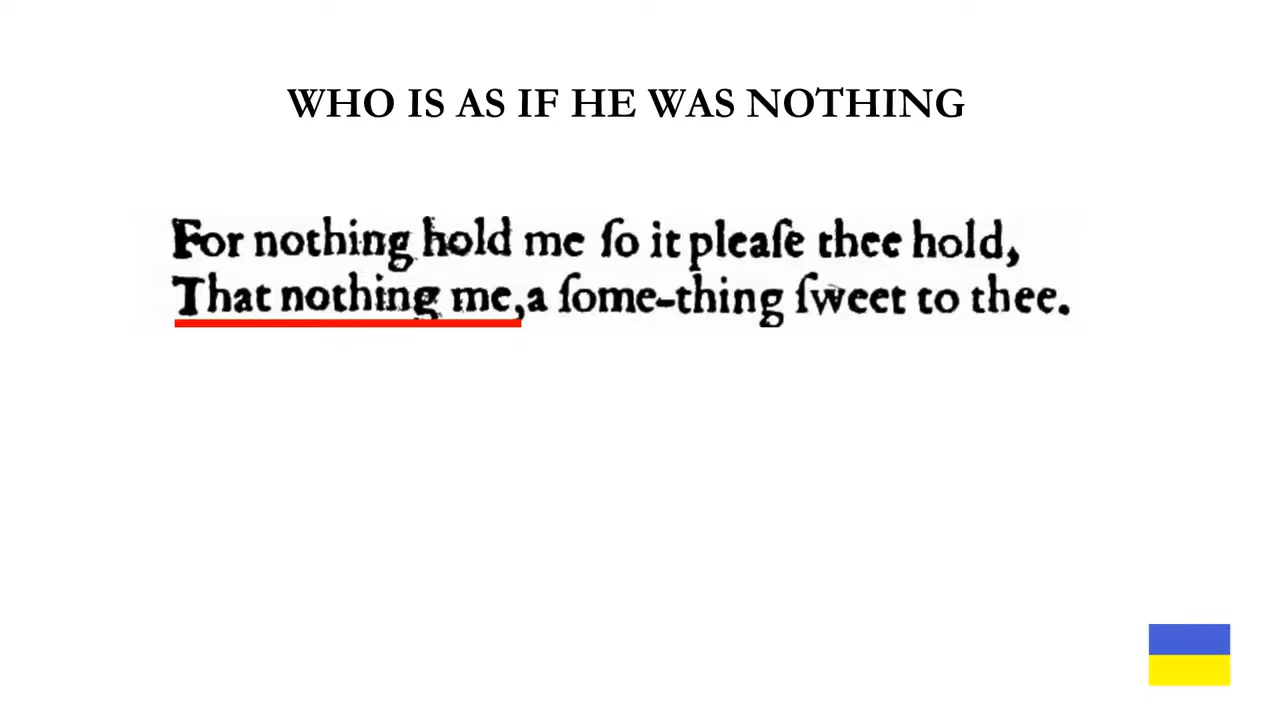 WHO IS AS IF HE WAS NOTHING
For nothing hold me ſo it pleaſe thee hold,
That nothing me,a ſome-thing ſweet to thee.